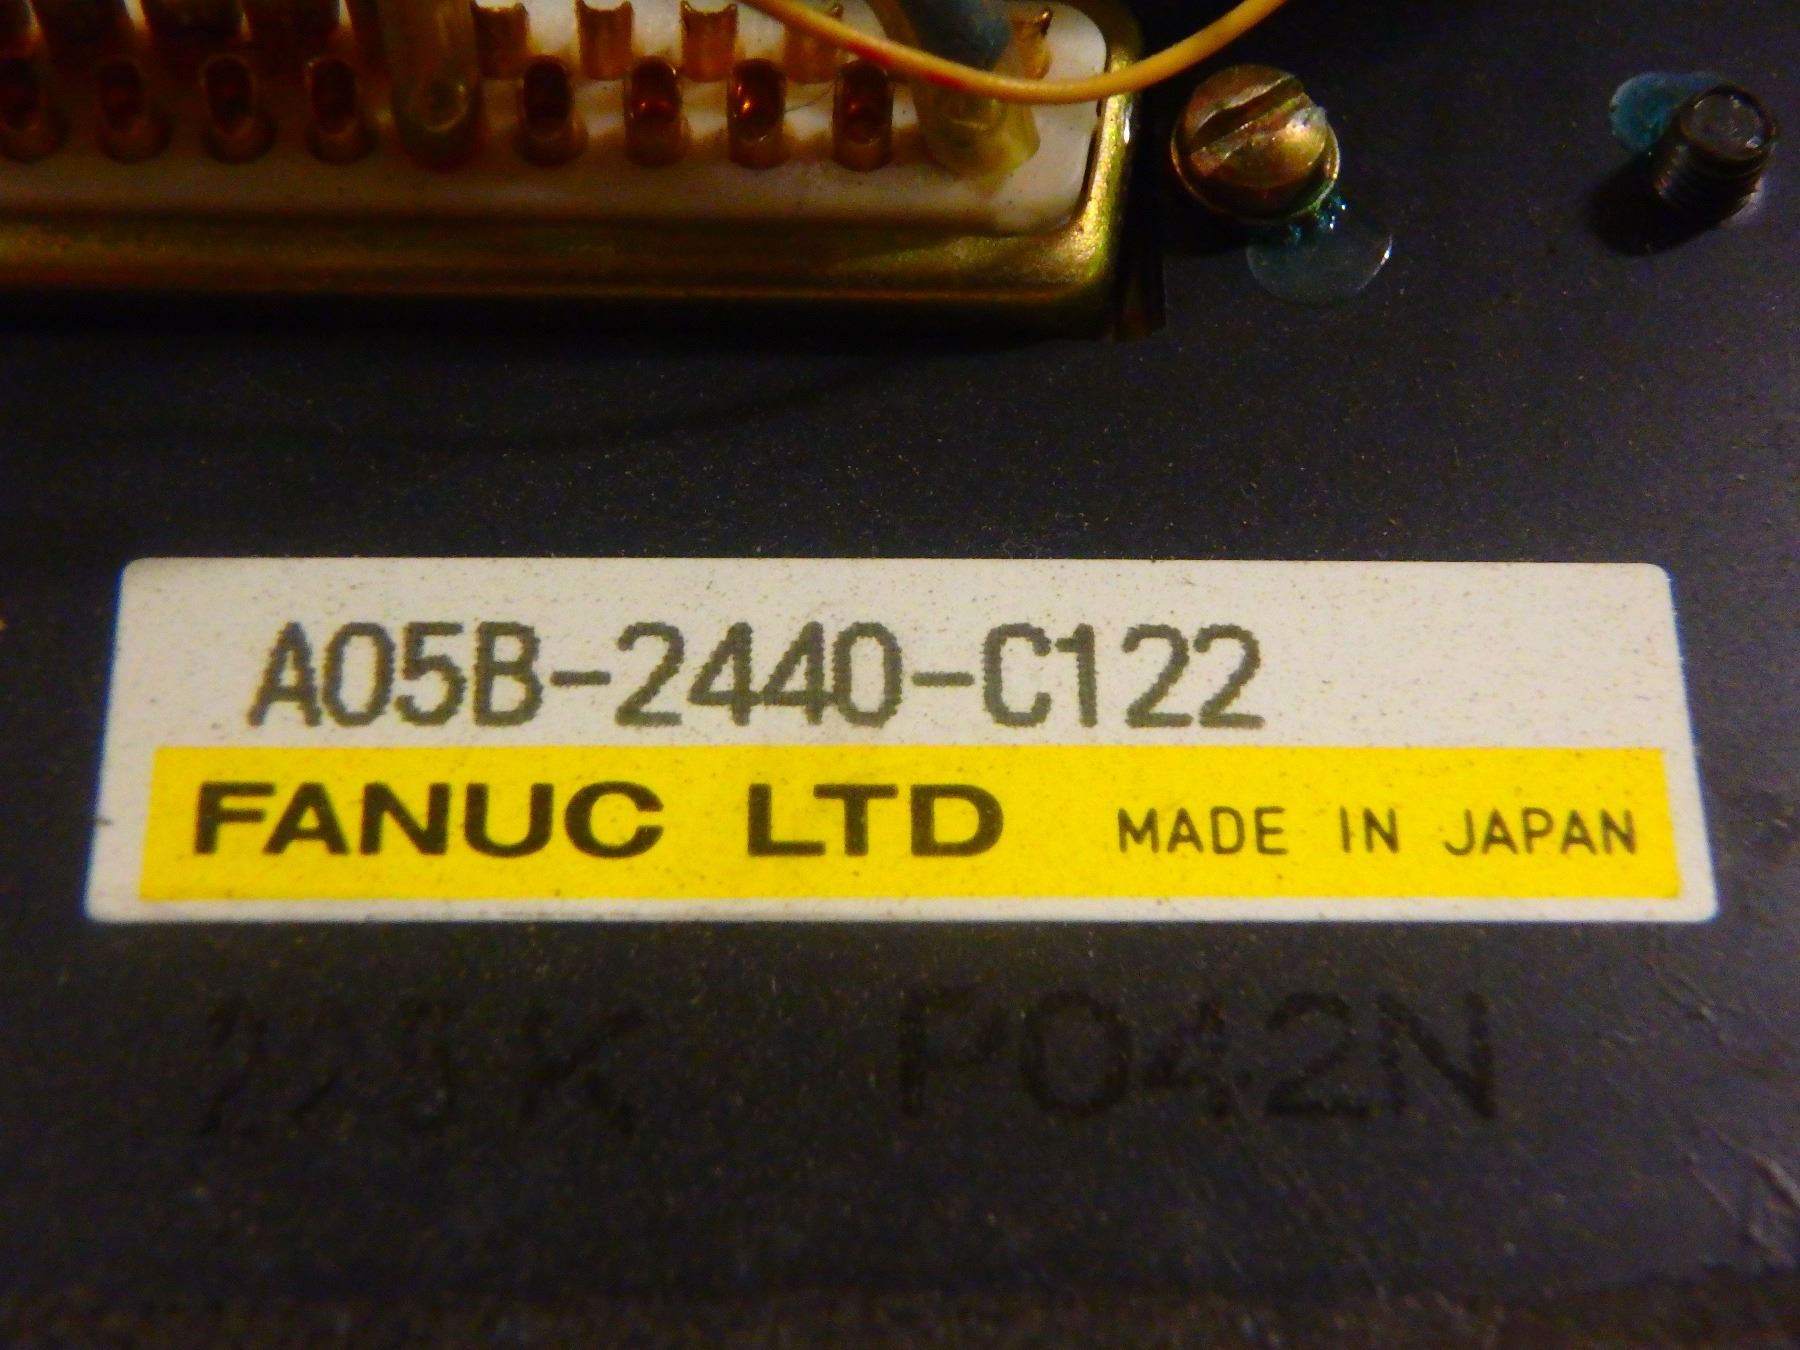 A05B-2440-C122
FANUC LTD MADE IN JAPAN
P042N